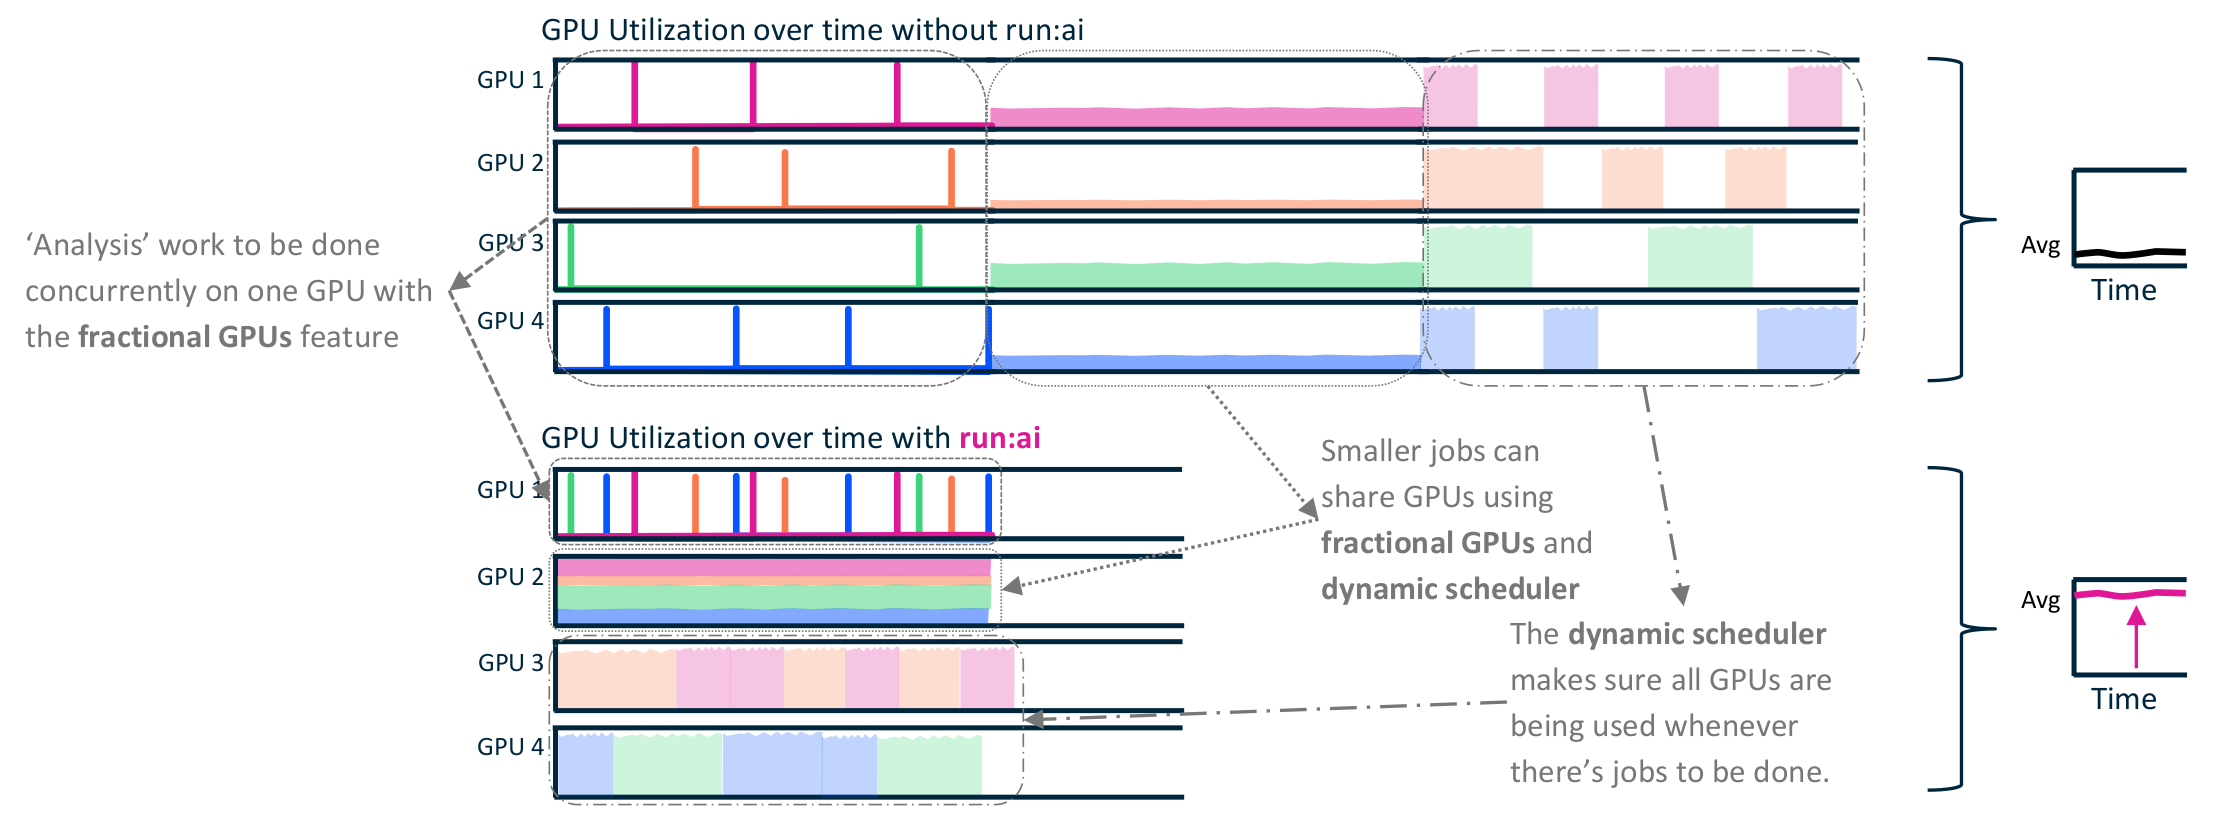 GPU Utilization over time without run:ai
GPU 1
GPU 2
GPU 3
GPU 4
‘Analysis’ work to be done
concurrently on one GPU with
the fractional GPUs feature
Avg
Time
GPU Utilization over time with run:ai
GPU 1
GPU 2
GPU 3
GPU 4
Smaller jobs can
share GPUs using
fractional GPUs and
dynamic scheduler
The dynamic scheduler
makes sure all GPUs are
being used whenever
there’s jobs to be done.
Avg
Time